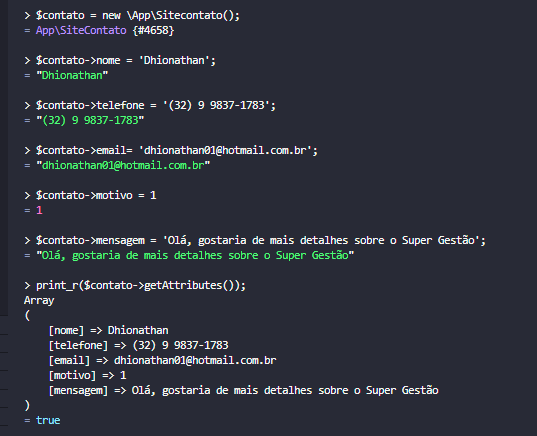 > $contato = new \App\Sitecontato();
= App\SiteContato {#4658}
> $contato->nome = 'Dhionathan';
= "Dhionathan"
> $contato->telefone = '(32) 9 9837-1783';
= "(32) 9 9837-1783"
> $contato->email= 'dhionathan01@hotmail.com.br';
= "dhionathan01@hotmail.com.br"
> $contato->motivo = 1
= 1
> $contato->mensagem = 'Olá, gostaria de mais detalhes sobre o Super Gestão';
= "Olá, gostaria de mais detalhes sobre o Super Gestão"
> print_r($contato->getAttributes());
Array
(
    [nome] => Dhionathan
    [telefone] => (32) 9 9837-1783
    [email] => dhionathan01@hotmail.com.br
    [motivo] => 1
    [mensagem] => Olá, gostaria de mais detalhes sobre o Super Gestão
)
= true